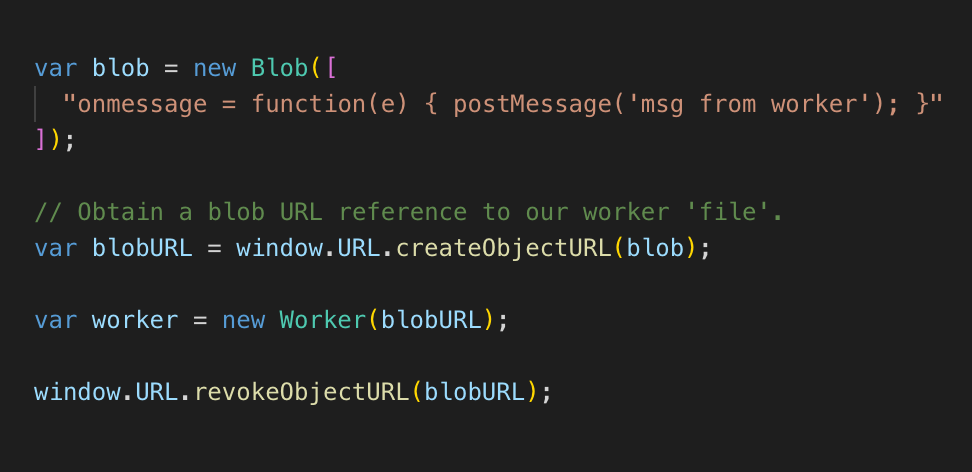 var blob = new Blob([
  "onmessage = function(e) { postMessage('msg from worker'); }"
]);
// Obtain a blob URL reference to our worker 'file'.
var blobURL = window.URL.createObjectURL(blob);
var worker = new Worker(blobURL);
window.URL.revokeObjectURL(blobURL);